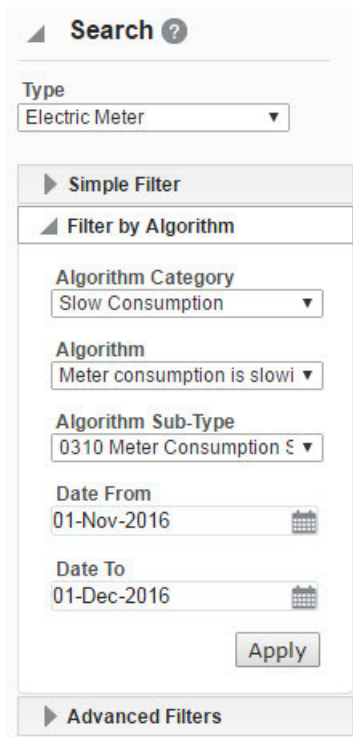 Search ?
Type
Electric Meter
Simple Filter
Filter by Algorithm
Algorithm Category
Slow Consumption
Algorithm
Meter consumption is slowi
Algorithm Sub-Type
0310 Meter Consumption S
Date From
01-Nov-2016
Date To
01-Dec-2016
Apply
Advanced Filters